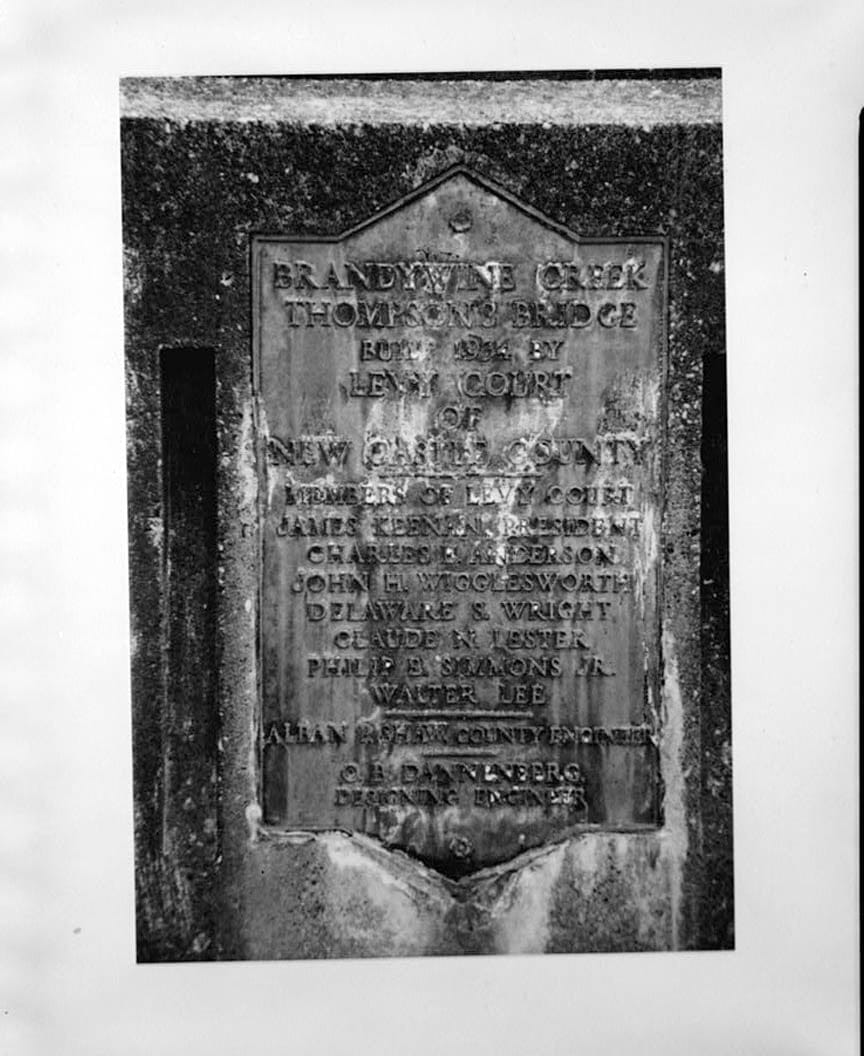 BRANDYWINE CREEK
THOMPSON'S BRIDGE
BUILT 1934 BY
LEVY COURT
OF
NEW CASTLE COUNTY
MEMBERS OF LEVY COURT
JAMES KEENAN, PRESIDENT
CHARLES E. ANDERSON
JOHN H. WIGGLESWORTH
DELAWARE S. WRIGHT
CLAUDE N. LESTER
PHILIP E. SIMMONS JR.
WALTER LEE
ALBAN P. SHAW COUNTY ENGINEER
DANNENBERG
DESIGNING ENGINEER